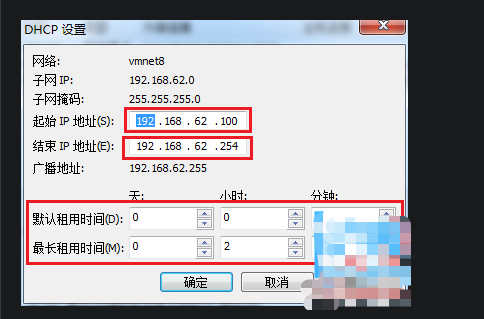 DHCP 设置
网络: vmnet8
子网 IP: 192.168.62.0
子网掩码: 255.255.255.0
起始 IP 地址(S): 192 . 168 . 62 . 100
结束 IP 地址(E): 192 . 168 . 62 . 254
广播地址: 192.168.62.255
天: 小时: 分钟:
默认租用时间(D): 0 0
最长租用时间(M): 0 2
确定 取消